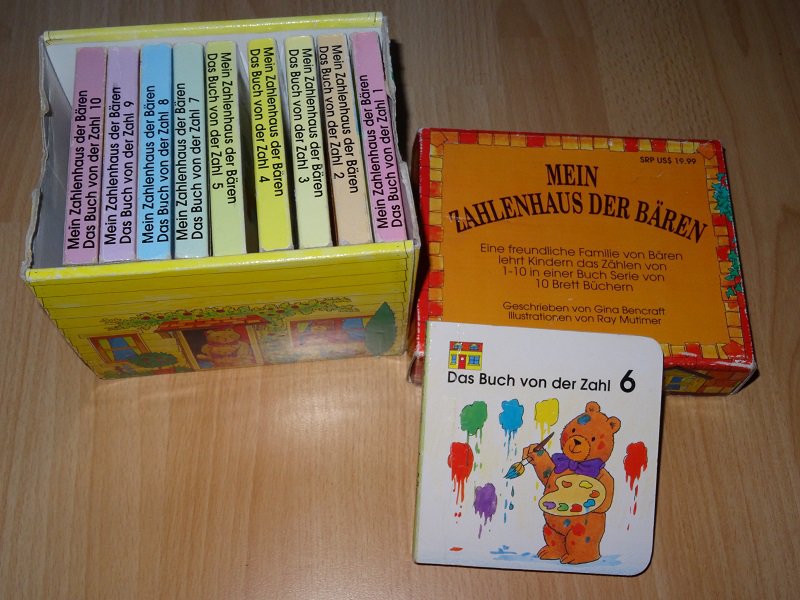 Mein Zahlenhaus der Bären
Das Buch von der Zahl 10
Mein Zahlenhaus der Bären
Das Buch von der Zahl 9
Mein Zahlenhaus der Bären
Das Buch von der Zahl 8
Mein Zahlenhaus der Bären
Das Buch von der Zahl 7
Mein Zahlenhaus der Bären
Das Buch von der Zahl 5
Mein Zahlenhaus der Bären
Das Buch von der Zahl 4
Mein Zahlenhaus der Bären
Das Buch von der Zahl 3
Mein Zahlenhaus der Bären
Das Buch von der Zahl 2
Mein Zahlenhaus der Bären
Das Buch von der Zahl 1
SRP US$ 19.99
MEIN
ZAHLENHAUS DER BÄREN
Eine freundliche Familie von Bären
lehrt Kindern das Zählen von
1-10 in einer Buch Serie von
10 Brett Büchern
Geschrieben von Gina Bencraft
Illustrationen von Ray Mutimer
Das Buch von der Zahl 6